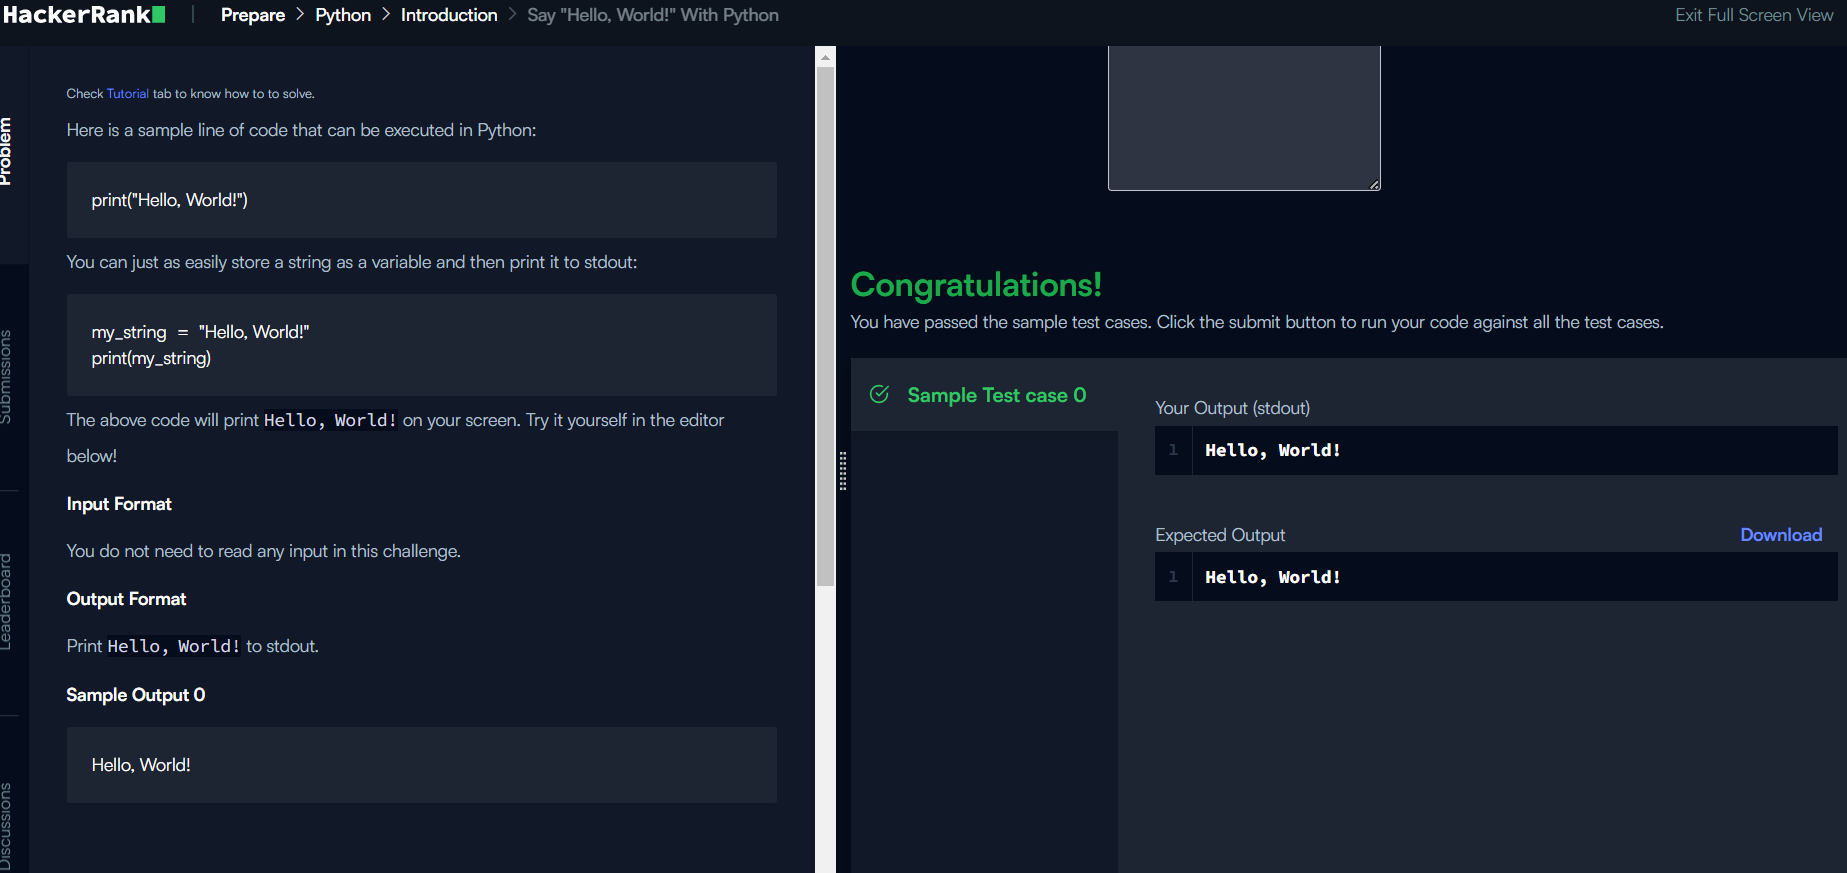 HackerRank
Prepare > Python > Introduction > Say "Hello, World!" With Python
Exit Full Screen View
Problem
Submissions
Leaderboard
Discussions
Check Tutorial tab to know how to to solve.
Here is a sample line of code that can be executed in Python:
print("Hello, World!")
You can just as easily store a string as a variable and then print it to stdout:
my_string = "Hello, World!"
print(my_string)
The above code will print Hello, World! on your screen. Try it yourself in the editor
below!
Input Format
You do not need to read any input in this challenge.
Output Format
Print Hello, World! to stdout.
Sample Output 0
Hello, World!
Congratulations!
You have passed the sample test cases. Click the submit button to run your code against all the test cases.
Sample Test case 0
Your Output (stdout)
1 Hello, World!
Expected Output
Download
1 Hello, World!